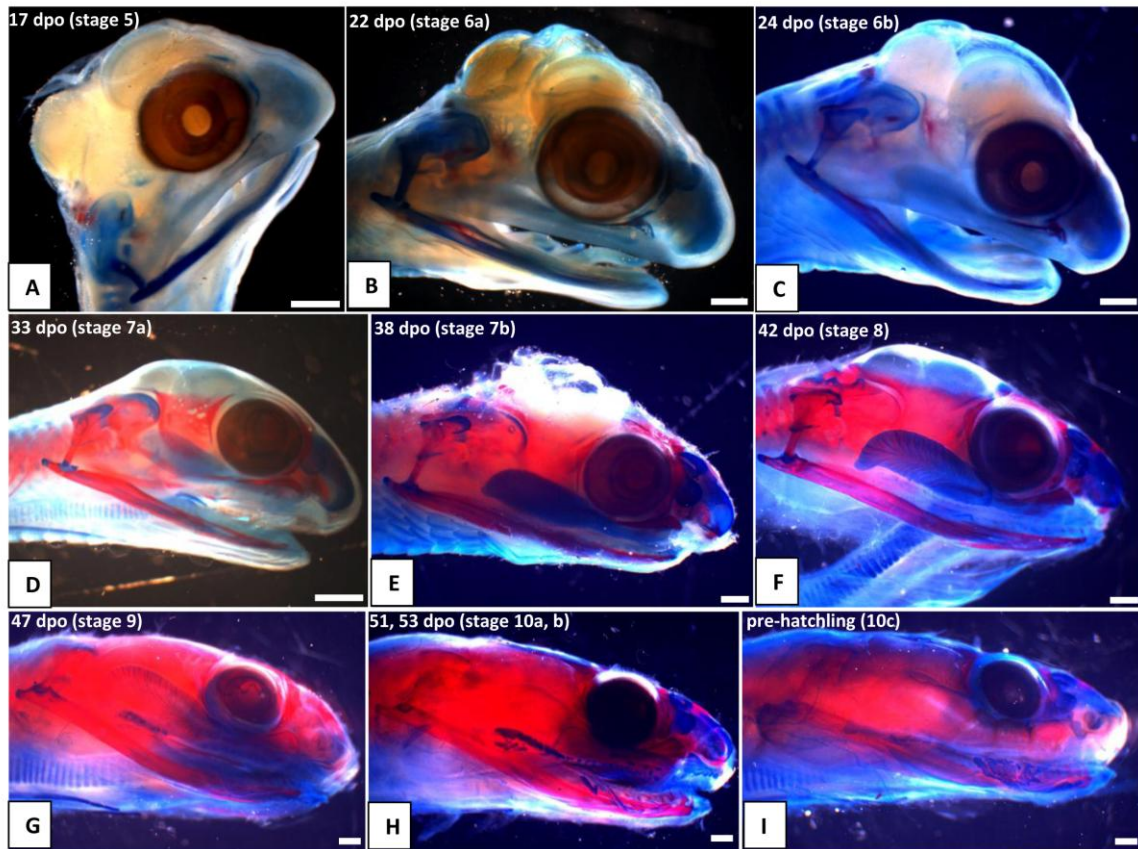 17 dpo (stage 5)
22 dpo (stage 6a)
24 dpo (stage 6b)
A
B
C
33 dpo (stage 7a)
38 dpo (stage 7b)
42 dpo (stage 8)
D
E
F
47 dpo (stage 9)
51, 53 dpo (stage 10a, b)
pre-hatchling (10c)
G
H
I